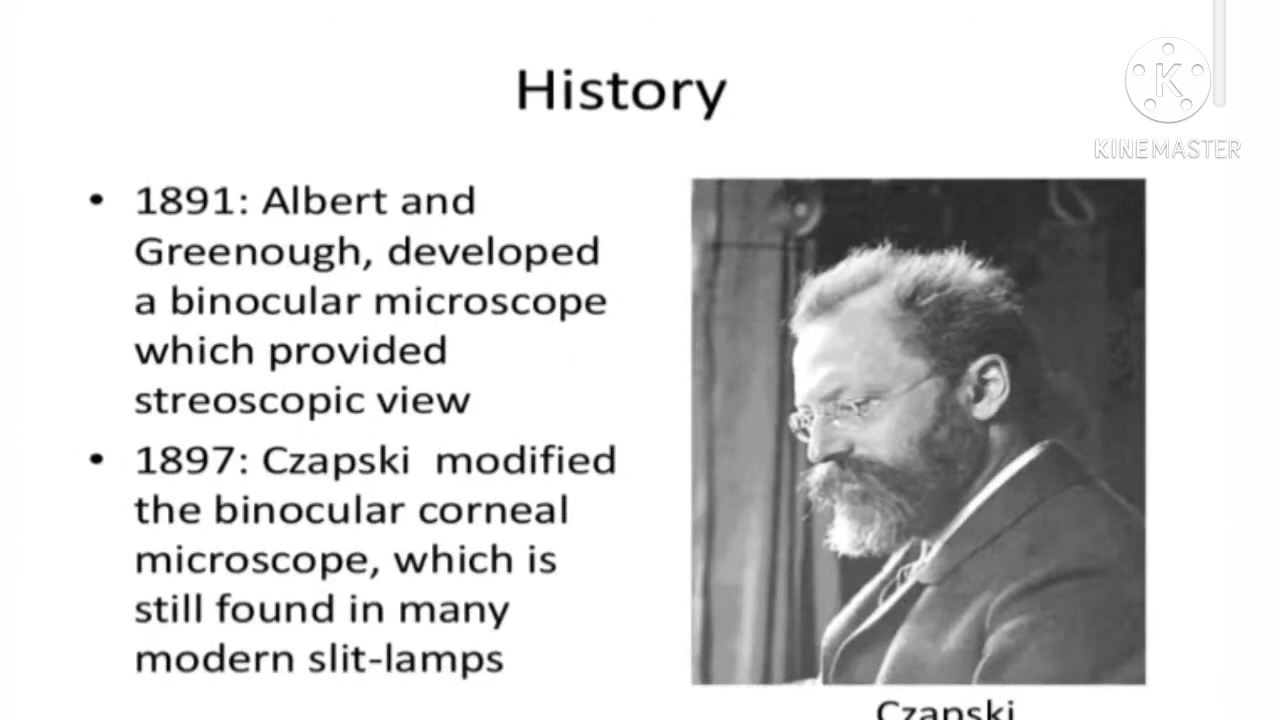 History
K
KINEMASTER
• 1891: Albert and
Greenough, developed
a binocular microscope
which provided
streoscopic view
• 1897: Czapski  modified
the binocular corneal
microscope, which is
still found in many
modern slit-lamps
Czapski